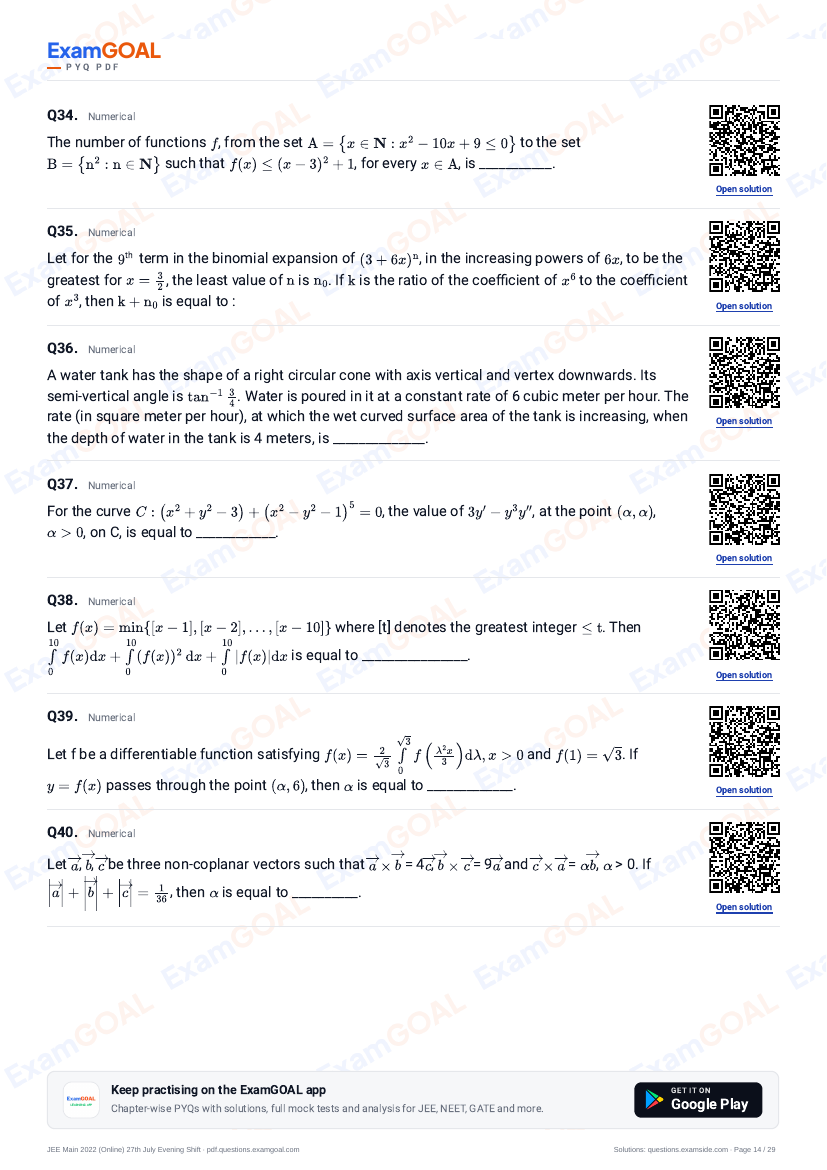 ExamGOAL
PYQ PDF
Q34. Numerical
The number of functions f, from the set A = {x ∈ N : x² − 10x + 9 ≤ 0} to the set
B = {n² : n ∈ N} such that f(x) ≤ (x − 3)² + 1, for every x ∈ A, is ___________.
Open solution
Q35. Numerical
Let for the 9ᵗʰ term in the binomial expansion of (3 + 6x)ⁿ, in the increasing powers of 6x, to be the
greatest for x = 3/2, the least value of n is n₀. If k is the ratio of the coefficient of x⁶ to the coefficient
of x³, then k + n₀ is equal to :
Open solution
Q36. Numerical
A water tank has the shape of a right circular cone with axis vertical and vertex downwards. Its
semi-vertical angle is tan⁻¹ 3/4. Water is poured in it at a constant rate of 6 cubic meter per hour. The
rate (in square meter per hour), at which the wet curved surface area of the tank is increasing, when
the depth of water in the tank is 4 meters, is ______________.
Open solution
Q37. Numerical
For the curve C : (x² + y² − 3) + (x² − y² − 1)⁵ = 0, the value of 3y′ − y³y″, at the point (α, α),
α > 0, on C, is equal to ____________.
Open solution
Q38. Numerical
Let f(x) = min{[x − 1], [x − 2], . . . , [x − 10]} where [t] denotes the greatest integer ≤ t. Then
∫₀¹⁰ f(x)dx + ∫₀¹⁰ (f(x))² dx + ∫₀¹⁰ |f(x)|dx is equal to ________________.
Open solution
Q39. Numerical
Let f be a differentiable function satisfying f(x) = 2/√3 ∫₀^√3 f(λ²x/3)dλ, x > 0 and f(1) = √3. If
y = f(x) passes through the point (α, 6), then α is equal to _____________.
Open solution
Q40. Numerical
Let a⃗, b⃗, c⃗ be three non-coplanar vectors such that a⃗ × b⃗ = 4c⃗, b⃗ × c⃗ = 9a⃗ and c⃗ × a⃗ = αb⃗, α > 0. If
|a⃗| + |b⃗| + |c⃗| = 1/36, then α is equal to __________.
Open solution
Keep practising on the ExamGOAL app
Chapter-wise PYQs with solutions, full mock tests and analysis for JEE, NEET, GATE and more.
GET IT ON
Google Play
JEE Main 2022 (Online) 27th July Evening Shift · pdf.questions.examgoal.com
Solutions: questions.examside.com · Page 14 / 29